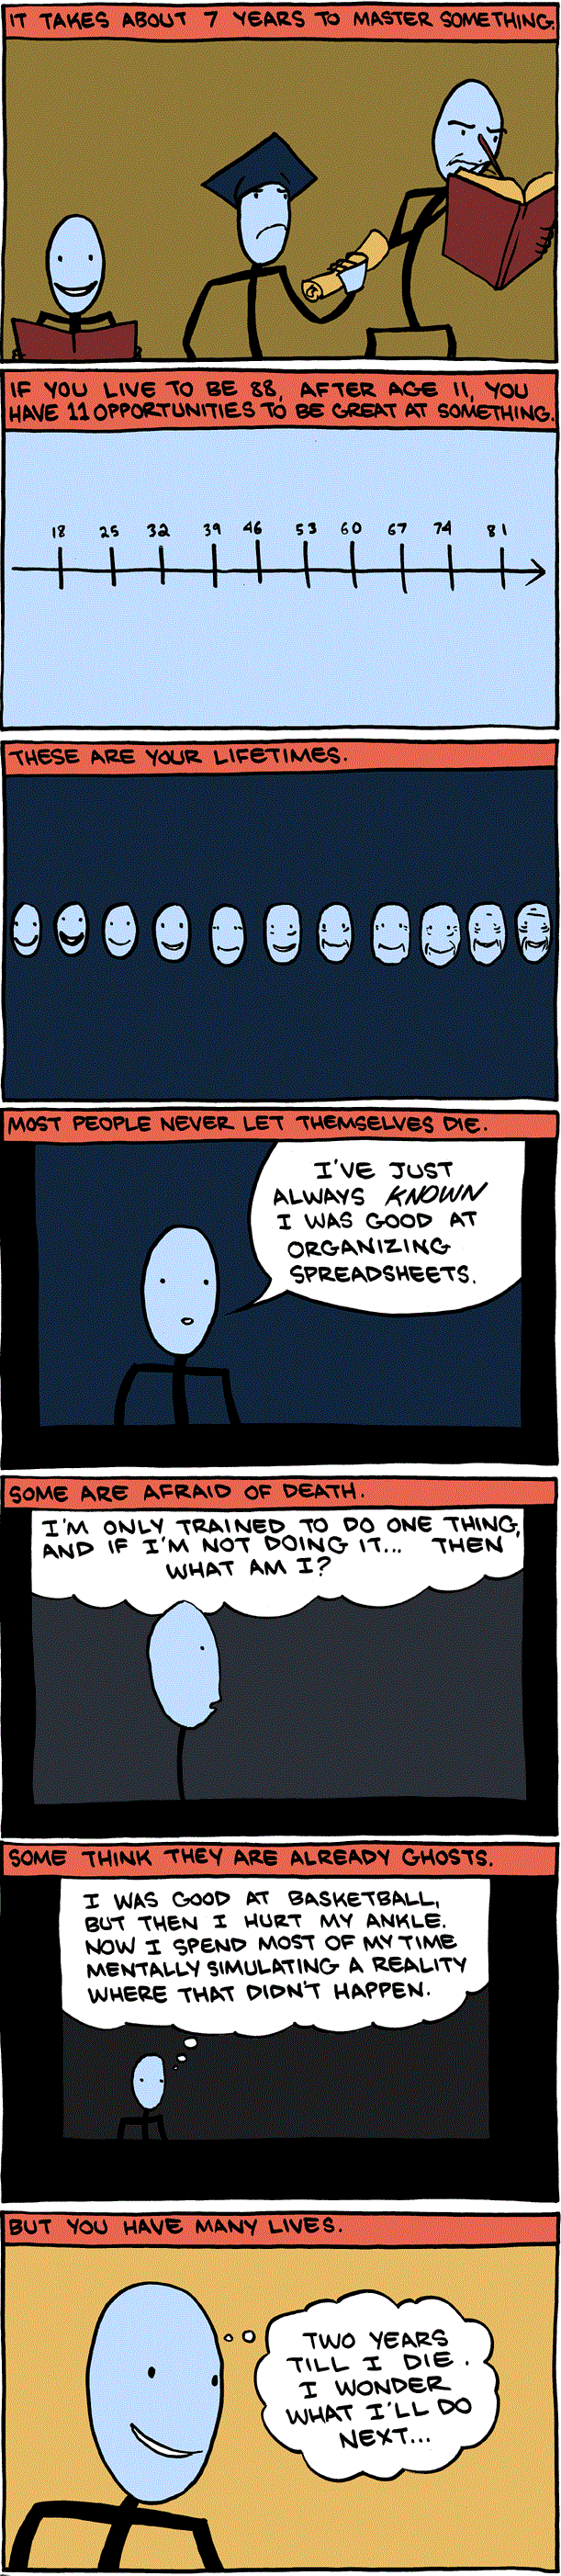 IT TAKES ABOUT 7 YEARS TO MASTER SOMETHING.
IF YOU LIVE TO BE 88, AFTER AGE 11, YOU
HAVE 11 OPPORTUNITIES TO BE GREAT AT SOMETHING.
18 25 32 39 46 53 60 67 74 81
THESE ARE YOUR LIFETIMES.
MOST PEOPLE NEVER LET THEMSELVES DIE.
I'VE JUST
ALWAYS KNOWN
I WAS GOOD AT
ORGANIZING
SPREADSHEETS.
SOME ARE AFRAID OF DEATH.
I'M ONLY TRAINED TO DO ONE THING,
AND IF I'M NOT DOING IT... THEN
WHAT AM I?
SOME THINK THEY ARE ALREADY GHOSTS.
I WAS GOOD AT BASKETBALL,
BUT THEN I HURT MY ANKLE.
NOW I SPEND MOST OF MY TIME
MENTALLY SIMULATING A REALITY
WHERE THAT DIDN'T HAPPEN.
BUT YOU HAVE MANY LIVES.
TWO YEARS
TILL I DIE.
I WONDER
WHAT I'LL DO
NEXT...